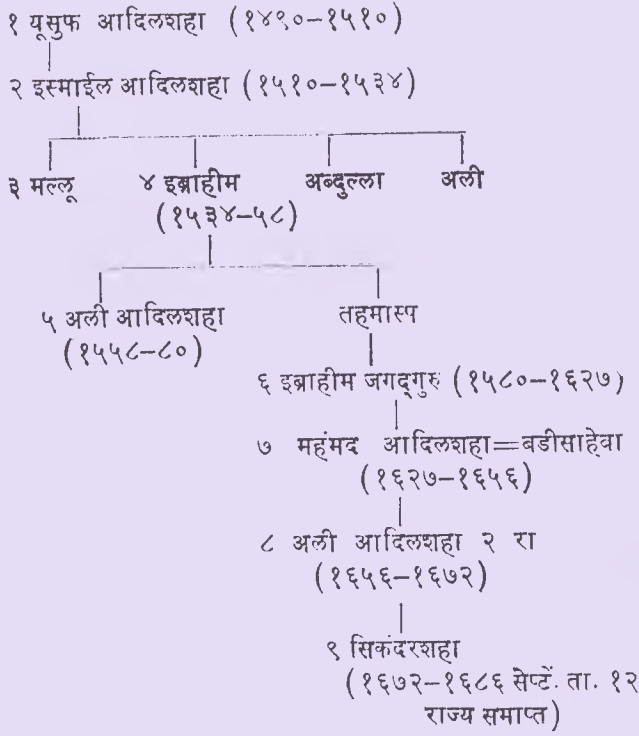 १ यूसुफ आदिलशहा (१४९०–१५१०)
२ इस्माईल आदिलशहा (१५१०–१५३४)
३ मल्लू ४ इब्राहीम अब्दुल्ला अली
(१५३४–५८)
५ अली आदिलशहा तहमास्प
(१५५८–८०)
६ इब्राहीम जगद्‌गुरु (१५८०–१६२७)
७ महंमद आदिलशहा=बडीसाहेबा
(१६२७–१६५६)
८ अली आदिलशहा २ रा
(१६५६–१६७२)
९ सिकंदरशहा
(१६७२–१६८६ सेप्टें. ता. १२
राज्य समाप्त)